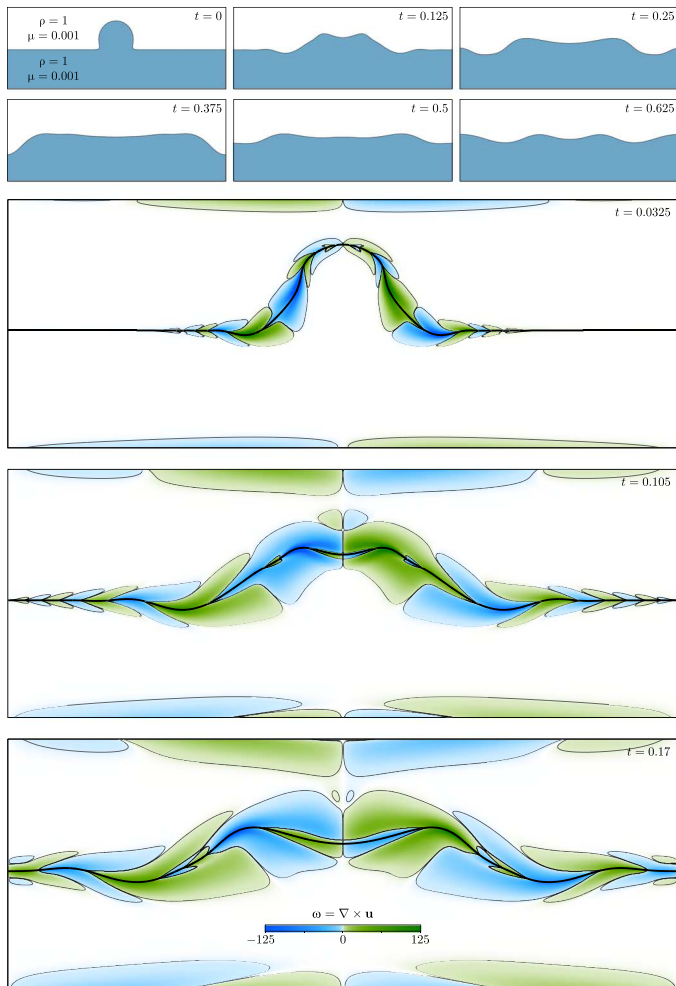 ρ = 1
μ = 0.001
ρ = 1
μ = 0.001
t = 0
t = 0.125
t = 0.25
t = 0.375
t = 0.5
t = 0.625
t = 0.0325
t = 0.105
t = 0.17
ω = ∇ × u
−125 0 125